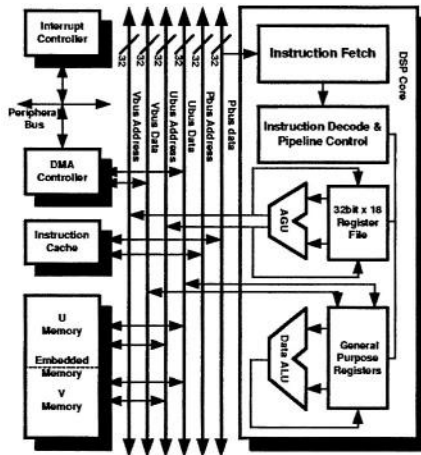 Interrupt
Controller
Peripheral
Bus
DMA
Controller
Instruction
Cache
U
Memory
Embedded
Memory
V
Memory
32
32
32
32
32
32
Vbus Address
Vbus Data
Ubus Address
Ubus Data
Pbus Address
Pbus data
DSP Core
Instruction Fetch
Instruction Decode &
Pipeline Control
AGU
32bit x 18
Register
File
Data ALU
General
Purpose
Registers